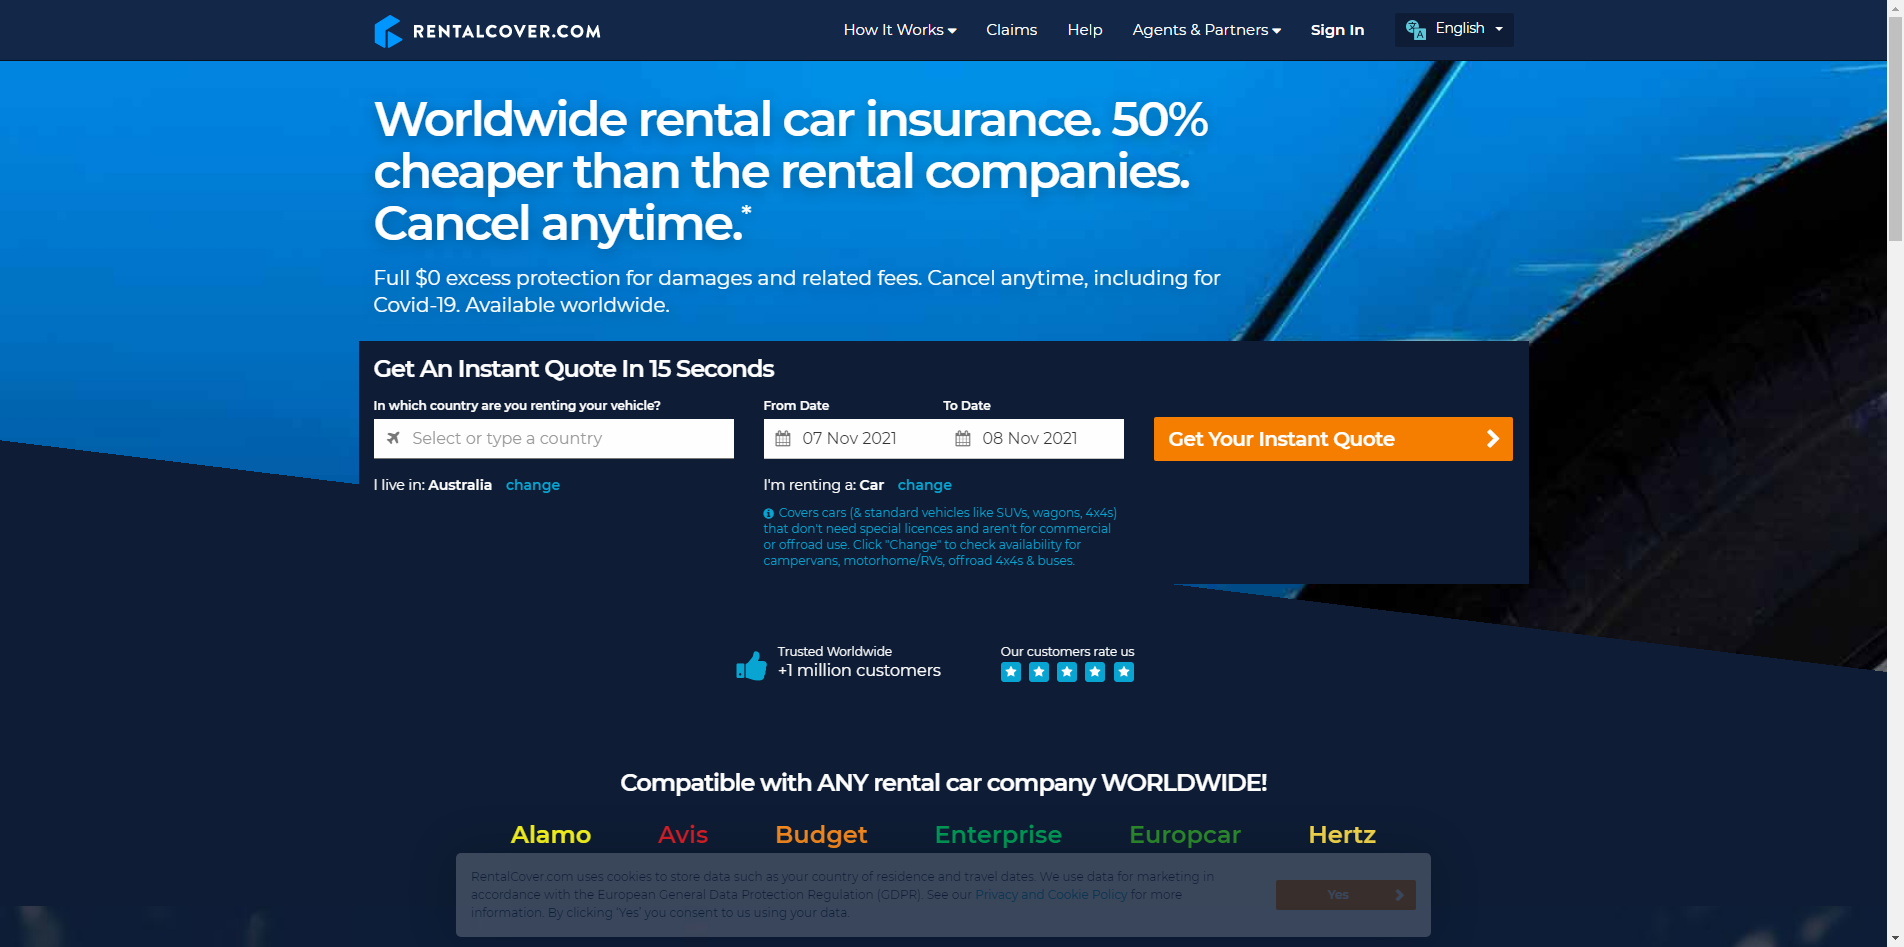 RENTALCOVER.COM
How It Works
Claims
Help
Agents & Partners
Sign In
English
Worldwide rental car insurance. 50%
cheaper than the rental companies.
Cancel anytime.*
Full $0 excess protection for damages and related fees. Cancel anytime, including for
Covid-19. Available worldwide.
Get An Instant Quote In 15 Seconds
In which country are you renting your vehicle?
Select or type a country
I live in: Australia change
From Date
To Date
07 Nov 2021
08 Nov 2021
I'm renting a: Car change
Covers cars (& standard vehicles like SUVs, wagons, 4x4s)
that don't need special licences and aren't for commercial
or offroad use. Click "Change" to check availability for
campervans, motorhome/RVs, offroad 4x4s & buses.
Get Your Instant Quote
Trusted Worldwide
+1 million customers
Our customers rate us
Compatible with ANY rental car company WORLDWIDE!
Alamo
Avis
Budget
Enterprise
Europcar
Hertz
RentalCover.com uses cookies to store data such as your country of residence and travel dates. We use data for marketing in
accordance with the European General Data Protection Regulation (GDPR). See our Privacy and Cookie Policy for more
information. By clicking 'Yes' you consent to us using your data.
Yes